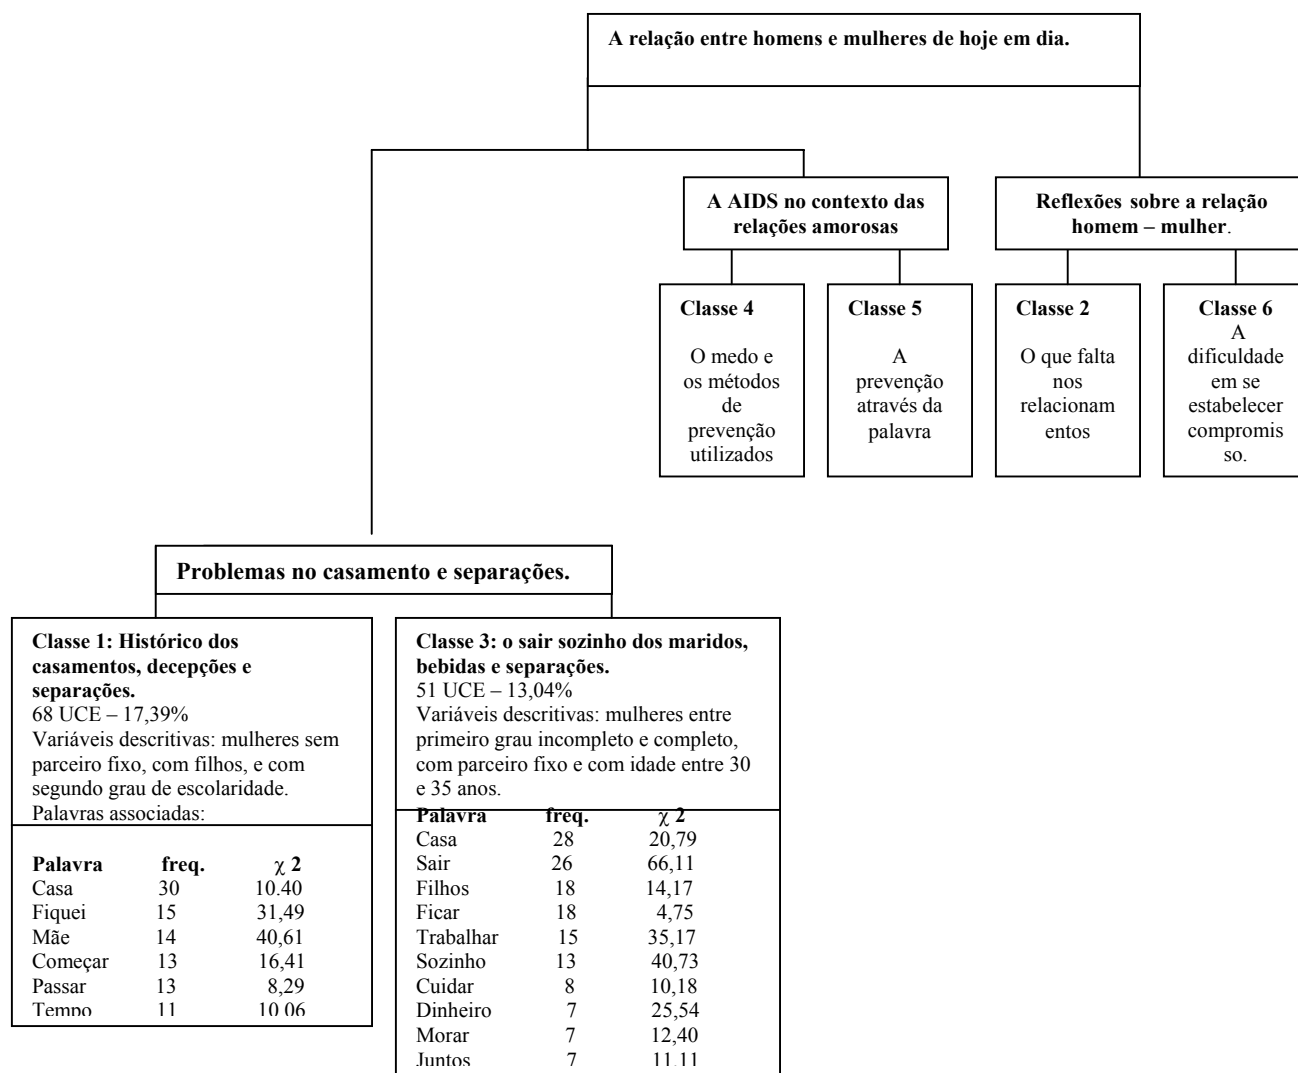 A relação entre homens e mulheres de hoje em dia.
A AIDS no contexto das
relações amorosas
Reflexões sobre a relação
homem – mulher.
Classe 4
O medo e
os métodos
de
prevenção
utilizados
Classe 5
A
prevenção
através da
palavra
Classe 2
O que falta
nos
relacionam
entos
Classe 6
A
dificuldade
em se
estabelecer
compromis
so.
Problemas no casamento e separações.
Classe 1: Histórico dos
casamentos, decepções e
separações.
68 UCE – 17,39%
Variáveis descritivas: mulheres sem
parceiro fixo, com filhos, e com
segundo grau de escolaridade.
Palavras associadas:
Palavra freq. χ 2
Casa 30 10.40
Fiquei 15 31,49
Mãe 14 40,61
Começar 13 16,41
Passar 13 8,29
Tempo 11 10,06
Classe 3: o sair sozinho dos maridos,
bebidas e separações.
51 UCE – 13,04%
Variáveis descritivas: mulheres entre
primeiro grau incompleto e completo,
com parceiro fixo e com idade entre 30
e 35 anos.
Palavra freq. χ 2
Casa 28 20,79
Sair 26 66,11
Filhos 18 14,17
Ficar 18 4,75
Trabalhar 15 35,17
Sozinho 13 40,73
Cuidar 8 10,18
Dinheiro 7 25,54
Morar 7 12,40
Juntos 7 11,11